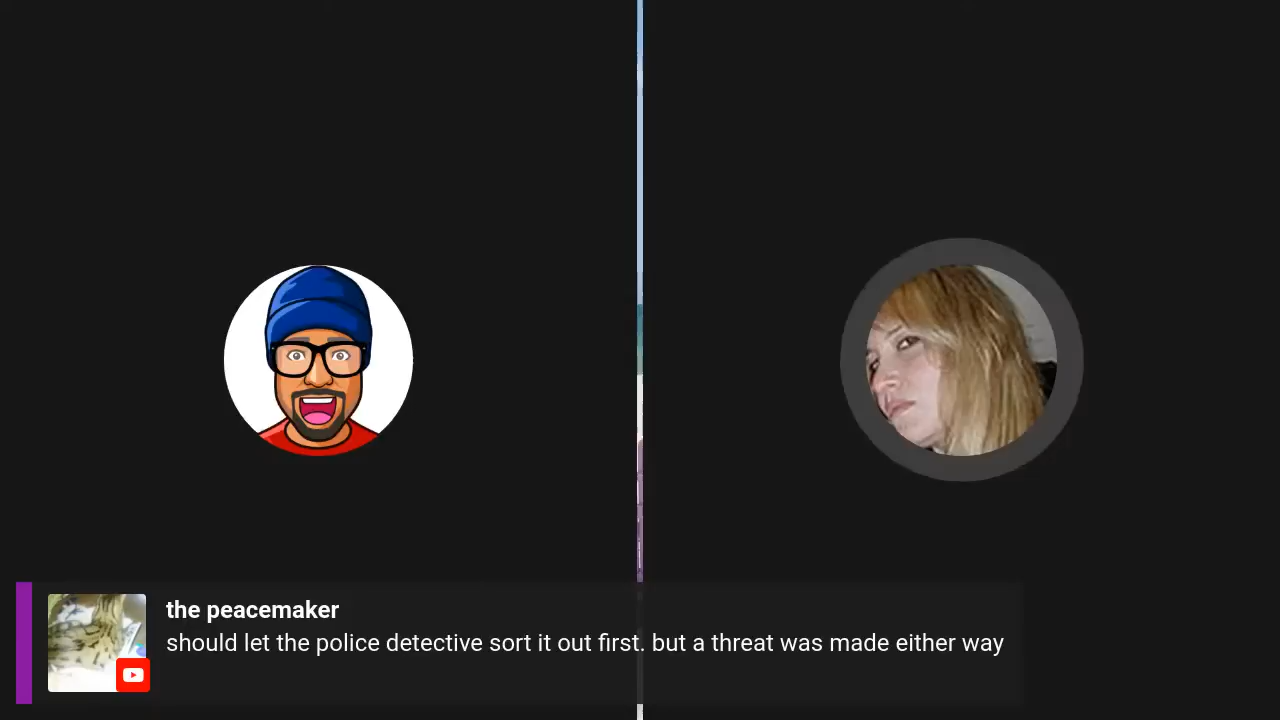 the peacemaker
should let the police detective sort it out first. but a threat was made either way